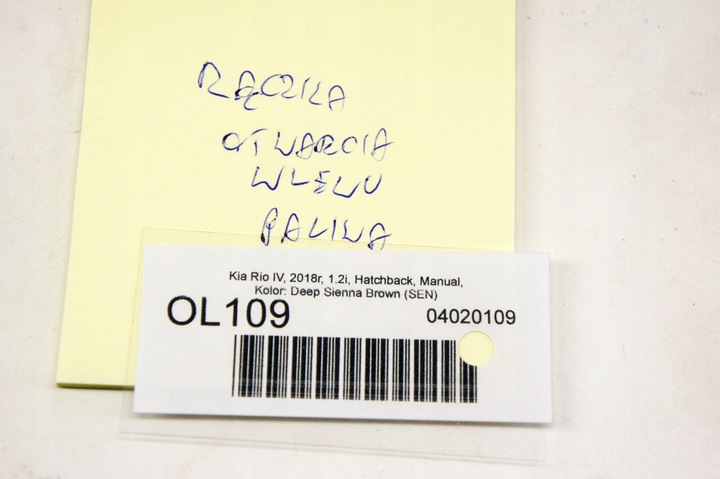 RĄCZKA
OTWARCIA
WLEWU
PALIWA
Kia Rio IV, 2018r, 1.2i, Hatchback, Manual,
Kolor: Deep Sienna Brown (SEN)
OL109 04020109